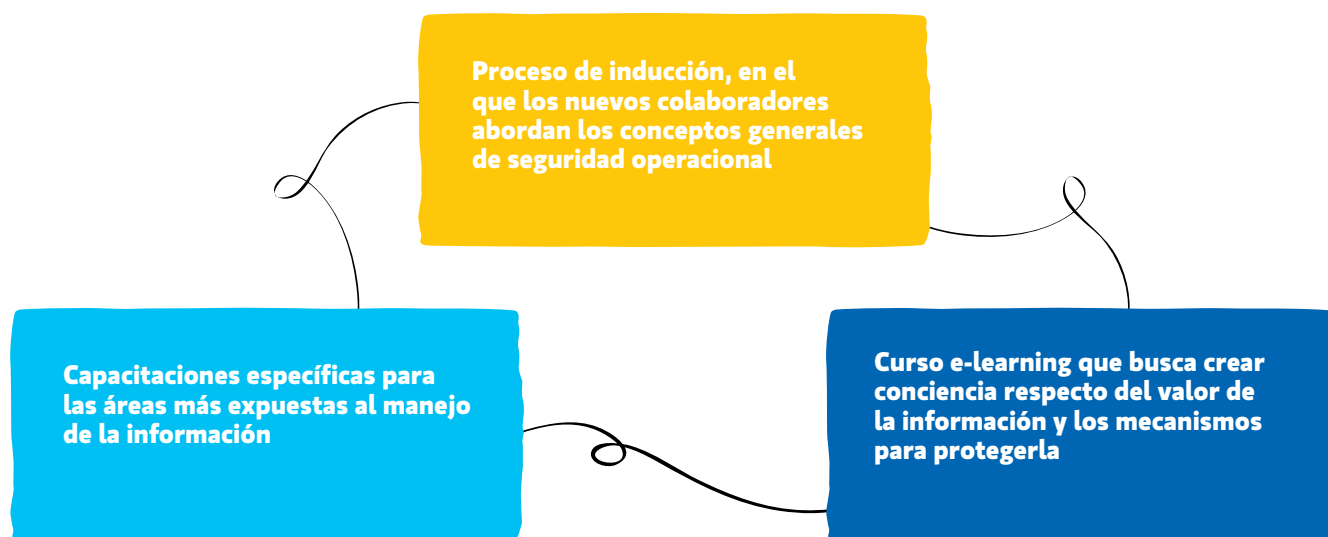 Proceso de inducción, en el
que los nuevos colaboradores
abordan los conceptos generales
de seguridad operacional
Capacitaciones específicas para
las áreas más expuestas al manejo
de la información
Curso e-learning que busca crear
conciencia respecto del valor de
la información y los mecanismos
para protegerla